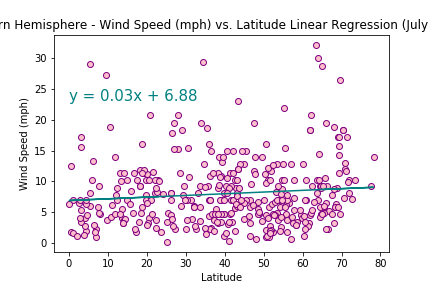 rn Hemisphere - Wind Speed (mph) vs. Latitude Linear Regression (July
y = 0.03x + 6.88
Wind Speed (mph)
30
25
20
15
10
5
0
0 10 20 30 40 50 60 70 80
Latitude